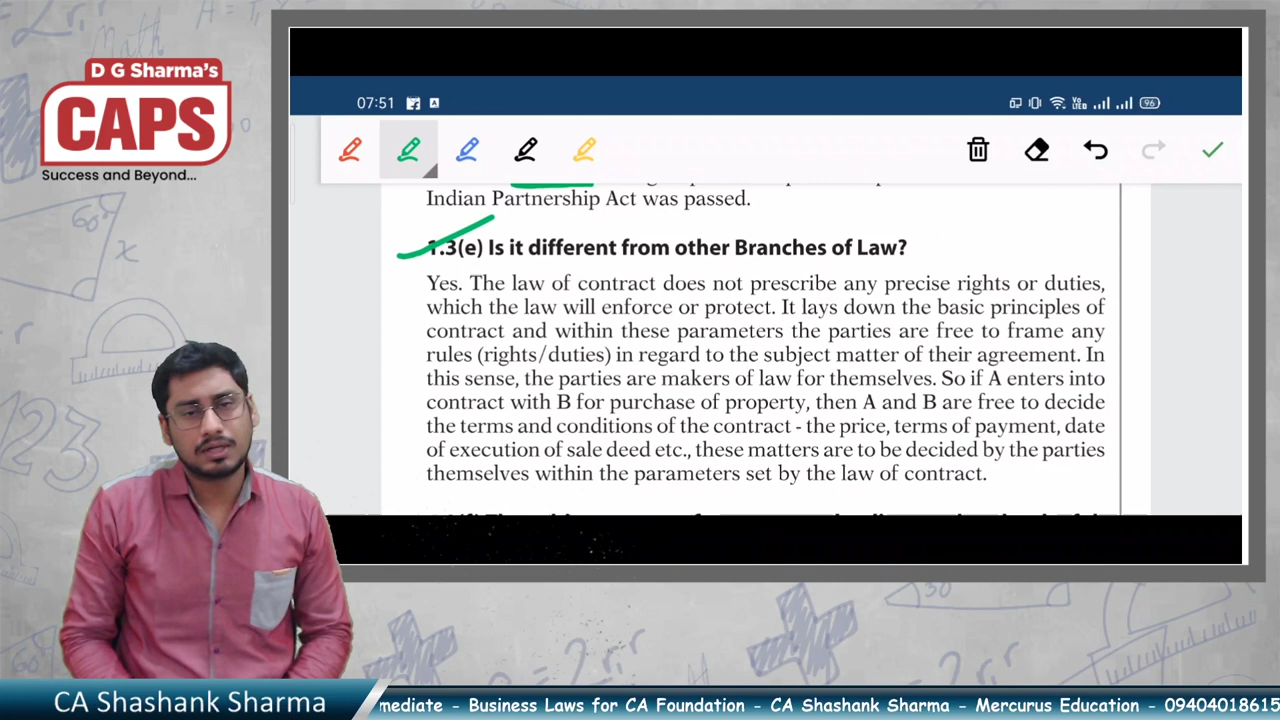 D G Sharma's
CAPS
Success and Beyond...
07:51
Indian Partnership Act was passed.
1.3(e) Is it different from other Branches of Law?
Yes. The law of contract does not prescribe any precise rights or duties,
which the law will enforce or protect. It lays down the basic principles of
contract and within these parameters the parties are free to frame any
rules (rights/duties) in regard to the subject matter of their agreement. In
this sense, the parties are makers of law for themselves. So if A enters into
contract with B for purchase of property, then A and B are free to decide
the terms and conditions of the contract - the price, terms of payment, date
of execution of sale deed etc., these matters are to be decided by the parties
themselves within the parameters set by the law of contract.
CA Shashank Sharma
mediate - Business Laws for CA Foundation - CA Shashank Sharma - Mercurus Education - 09404018615